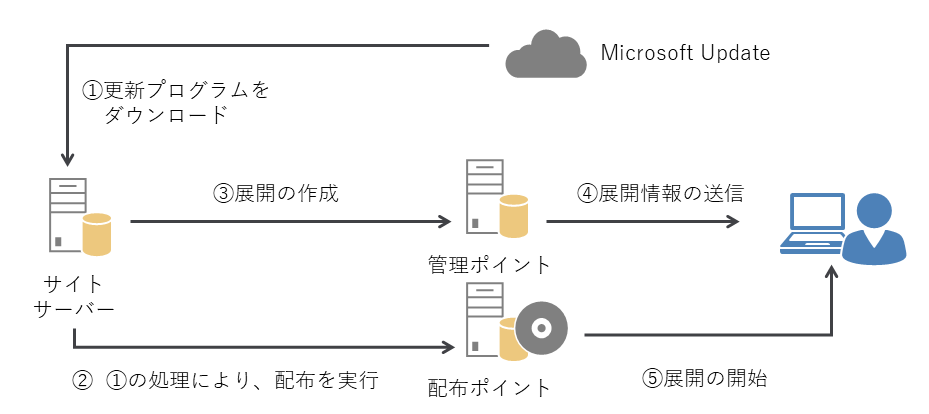 Microsoft Update
①更新プログラムを
ダウンロード
③展開の作成
④展開情報の送信
管理ポイント
サイト
サーバー
② ①の処理により、配布を実行
配布ポイント
⑤展開の開始